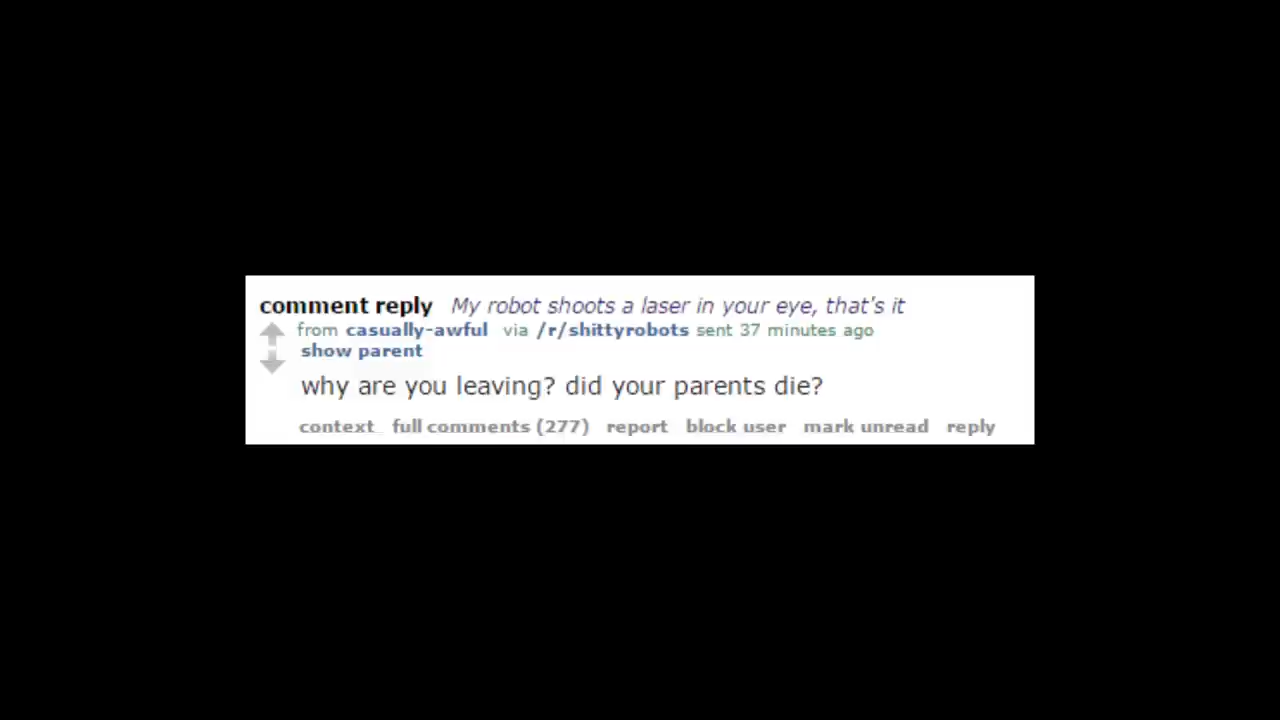 comment reply My robot shoots a laser in your eye, that's it
from casually-awful via /r/shittyrobots sent 37 minutes ago
show parent
why are you leaving? did your parents die?
context full comments (277) report block user mark unread reply